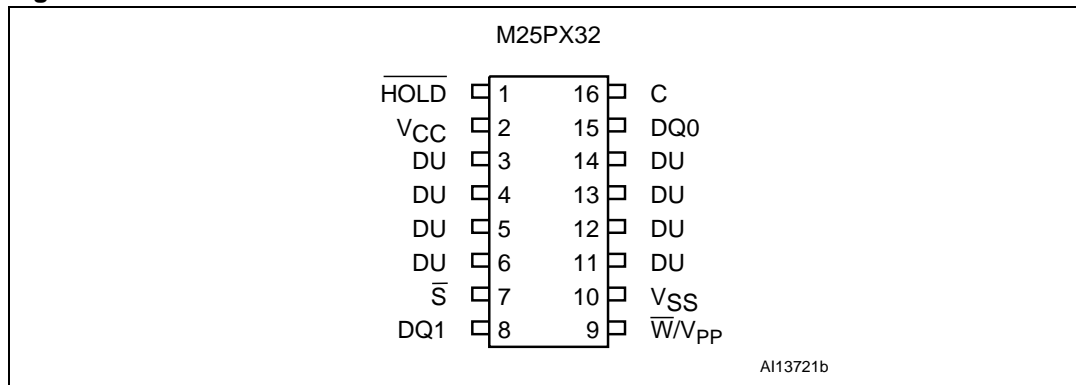 M25PX32
HOLD 1 16 C
VCC 2 15 DQ0
DU 3 14 DU
DU 4 13 DU
DU 5 12 DU
DU 6 11 DU
S 7 10 VSS
DQ1 8 9 W/VPP
AI13721b